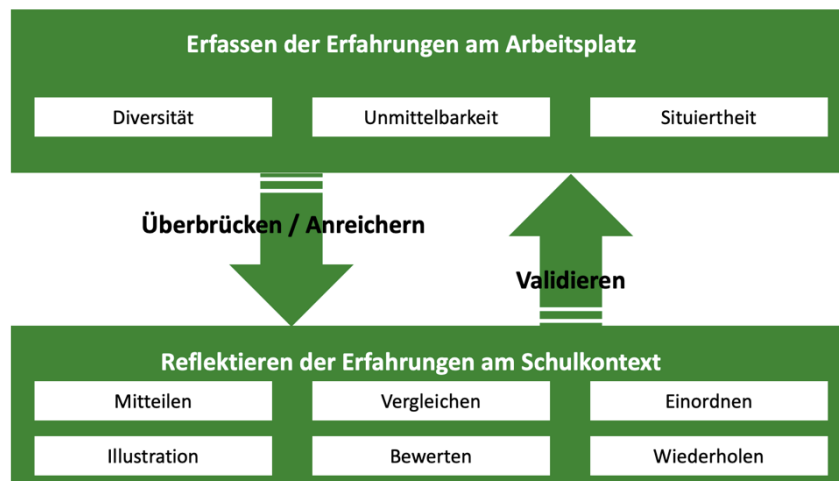 Erfassen der Erfahrungen am Arbeitsplatz
Diversität
Unmittelbarkeit
Situiertheit
Überbrücken / Anreichern
Validieren
Reflektieren der Erfahrungen am Schulkontext
Mitteilen
Vergleichen
Einordnen
Illustration
Bewerten
Wiederholen